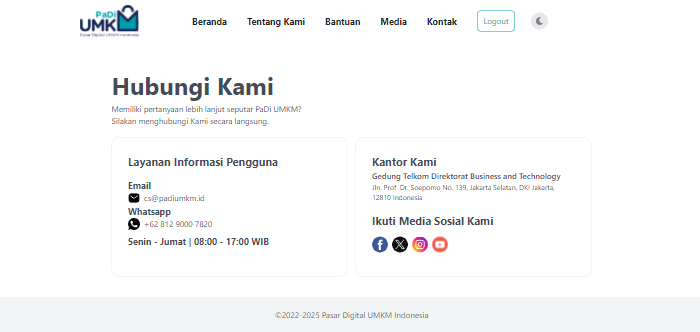 PaDi
UMKM
Pasar Digital UMKM Indonesia
Beranda
Tentang Kami
Bantuan
Media
Kontak
Logout
Hubungi Kami
Memiliki pertanyaan lebih lanjut seputar PaDi UMKM?
Silakan menghubungi Kami secara langsung.
Layanan Informasi Pengguna
Email
cs@padiumkm.id
Whatsapp
+62 812 9000 7820
Senin - Jumat | 08:00 - 17:00 WIB
Kantor Kami
Gedung Telkom Direktorat Business and Technology
Jln. Prof. Dr. Soepomo No. 139, Jakarta Selatan, DKI Jakarta,
12810 Indonesia
Ikuti Media Sosial Kami
©2022-2025 Pasar Digital UMKM Indonesia